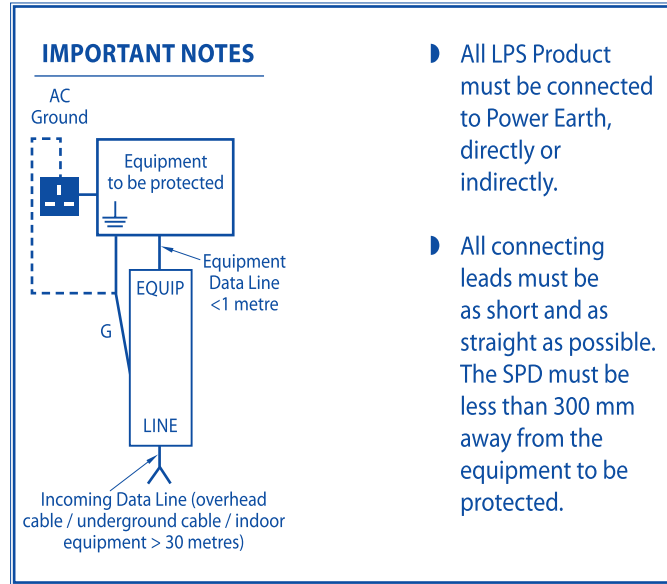 IMPORTANT NOTES
AC
Ground
Equipment
to be protected
Equipment
Data Line
<1 metre
EQUIP
G
LINE
Incoming Data Line (overhead
cable / underground cable / indoor
equipment > 30 metres)
All LPS Product
must be connected
to Power Earth,
directly or
indirectly.
All connecting
leads must be
as short and as
straight as possible.
The SPD must be
less than 300 mm
away from the
equipment to be
protected.